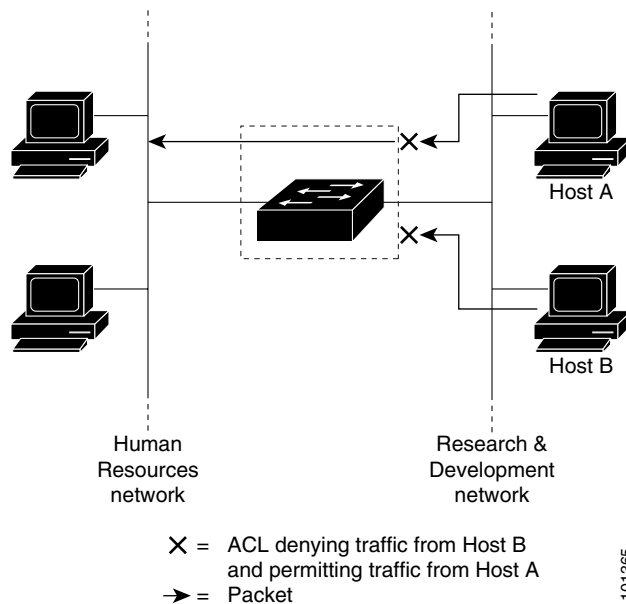 Host A
Host B
Human
Resources
network
Research &
Development
network
X = ACL denying traffic from Host B
and permitting traffic from Host A
= Packet
101365